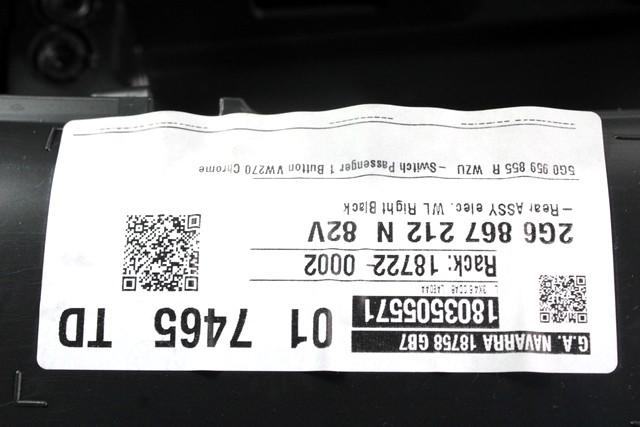 G.A. NAVARRA 18758 GB7
1803505571
01 7465 TD
Rack: 18722- 0002
2G6 867 212 N 82V
—Rear ASSY elec. WL Right Black
5G0 959 855 R WZU —Switch Passenger 1 Button VW270 Chrome